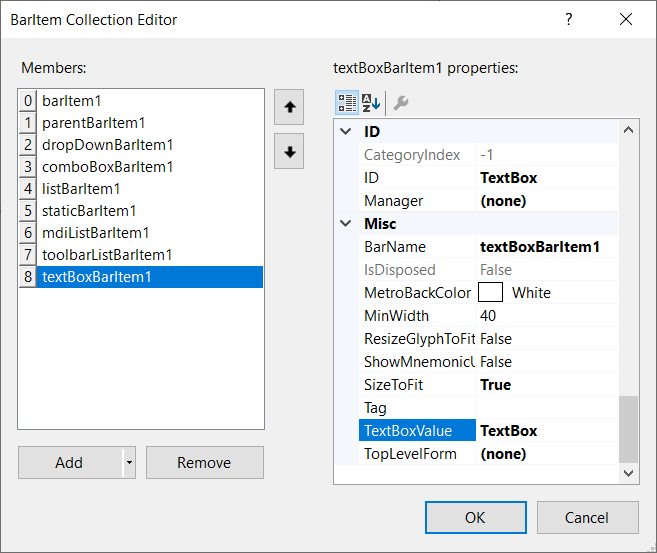 BarItem Collection Editor ?
Members:
0 barItem1
1 parentBarItem1
2 dropDownBarItem1
3 comboBoxBarItem1
4 listBarItem1
5 staticBarItem1
6 mdiListBarItem1
7 toolbarListBarItem1
8 textBoxBarItem1
Add
Remove
textBoxBarItem1 properties:
ID
CategoryIndex -1
ID TextBox
Manager (none)
Misc
BarName textBoxBarItem1
IsDisposed False
MetroBackColor White
MinWidth 40
ResizeGlyphToFit False
ShowMnemonicU False
SizeToFit True
Tag
TextBoxValue TextBox
TopLevelForm (none)
OK
Cancel